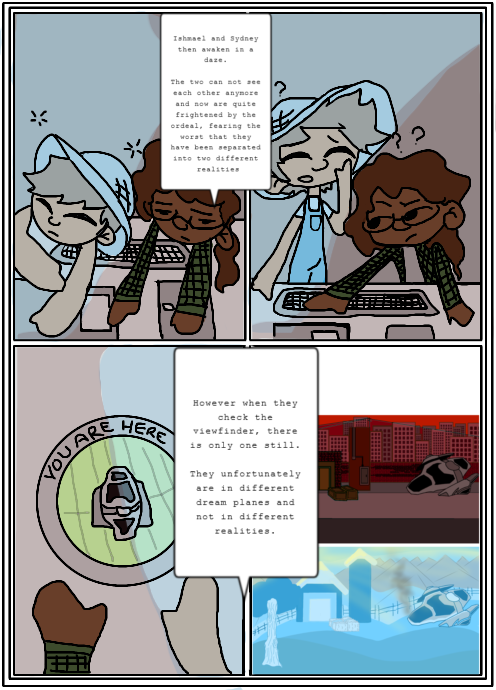 Ishmael and Sydney
then awaken in a
daze.
The two can not see
each other anymore
and now are quite
frightened by the
ordeal, fearing the
worst that they
have been separated
into two different
realities
?
? ?
YOU ARE HERE
However when they
check the
viewfinder, there
is only one still.
They unfortunately
are in different
dream planes and
not in different
realities.